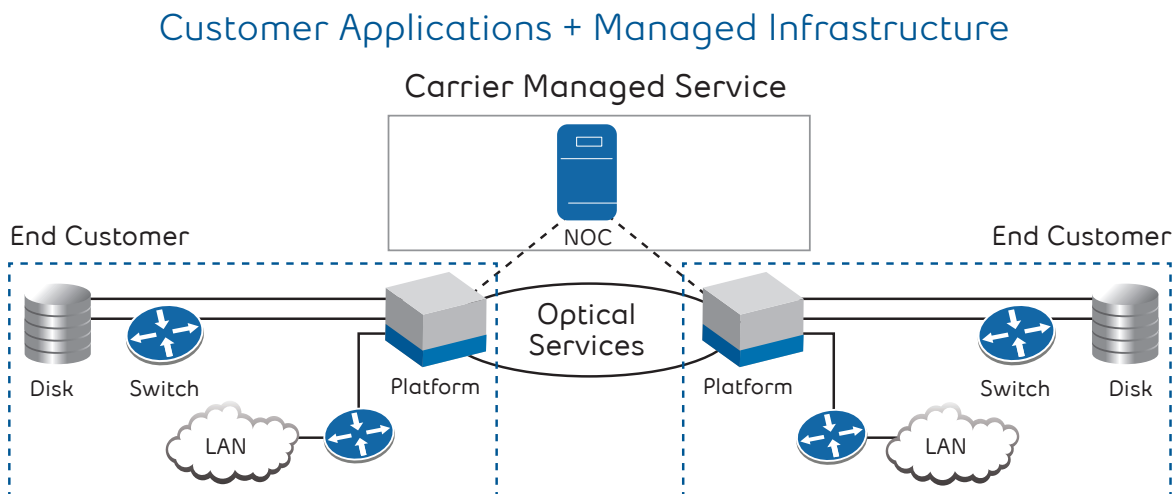 Customer Applications + Managed Infrastructure
Carrier Managed Service
NOC
End Customer
End Customer
Optical
Services
Disk
Switch
Platform
Platform
Switch
Disk
LAN
LAN